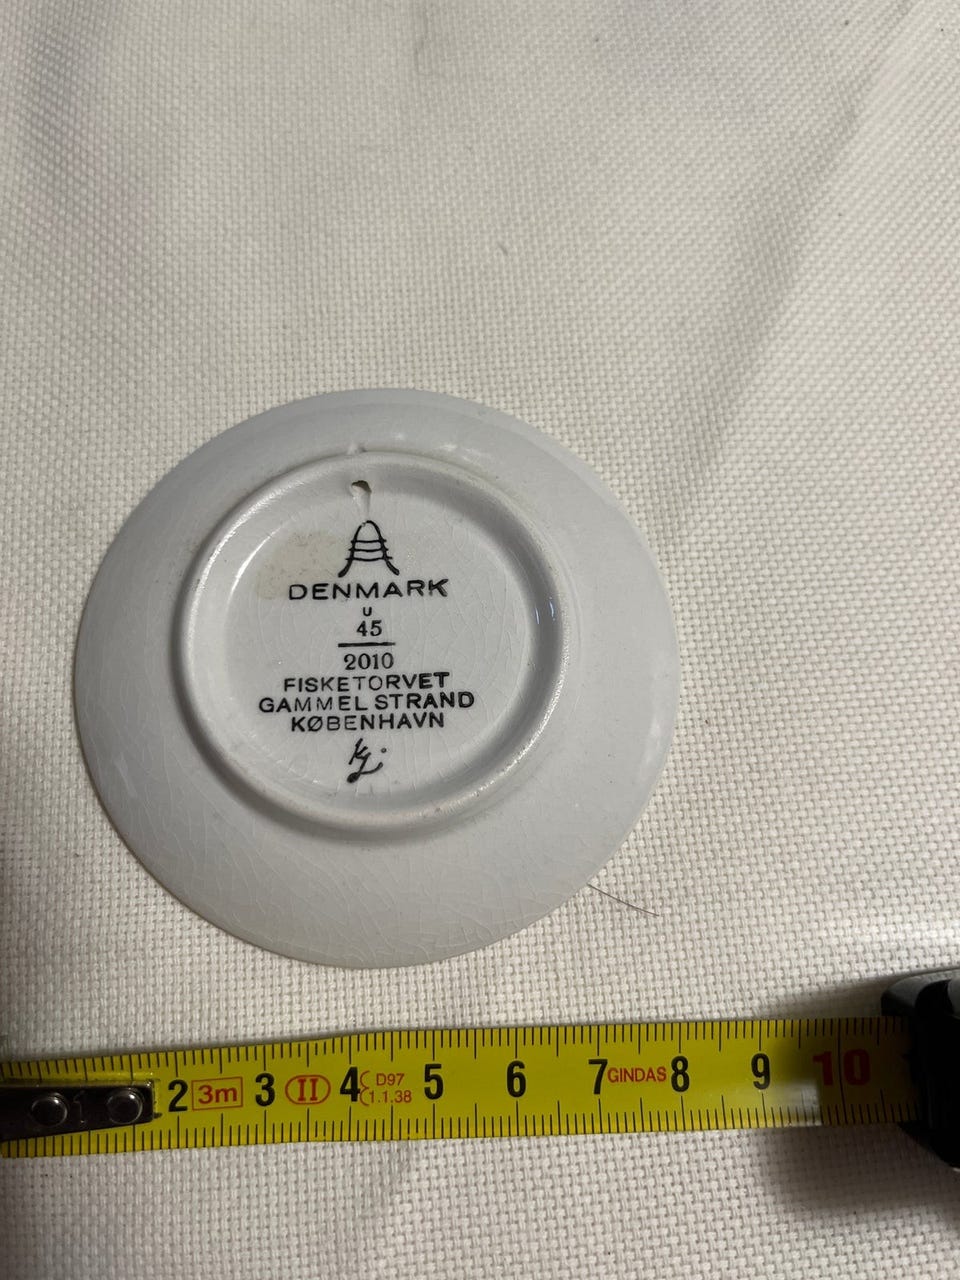 DENMARK
U
45
2010
FISKETORVET
GAMMEL STRAND
KØBENHAVN
1 2 3m 3 II 4 D97 1.1.38 5 6 7 GINDAS 8 9 10